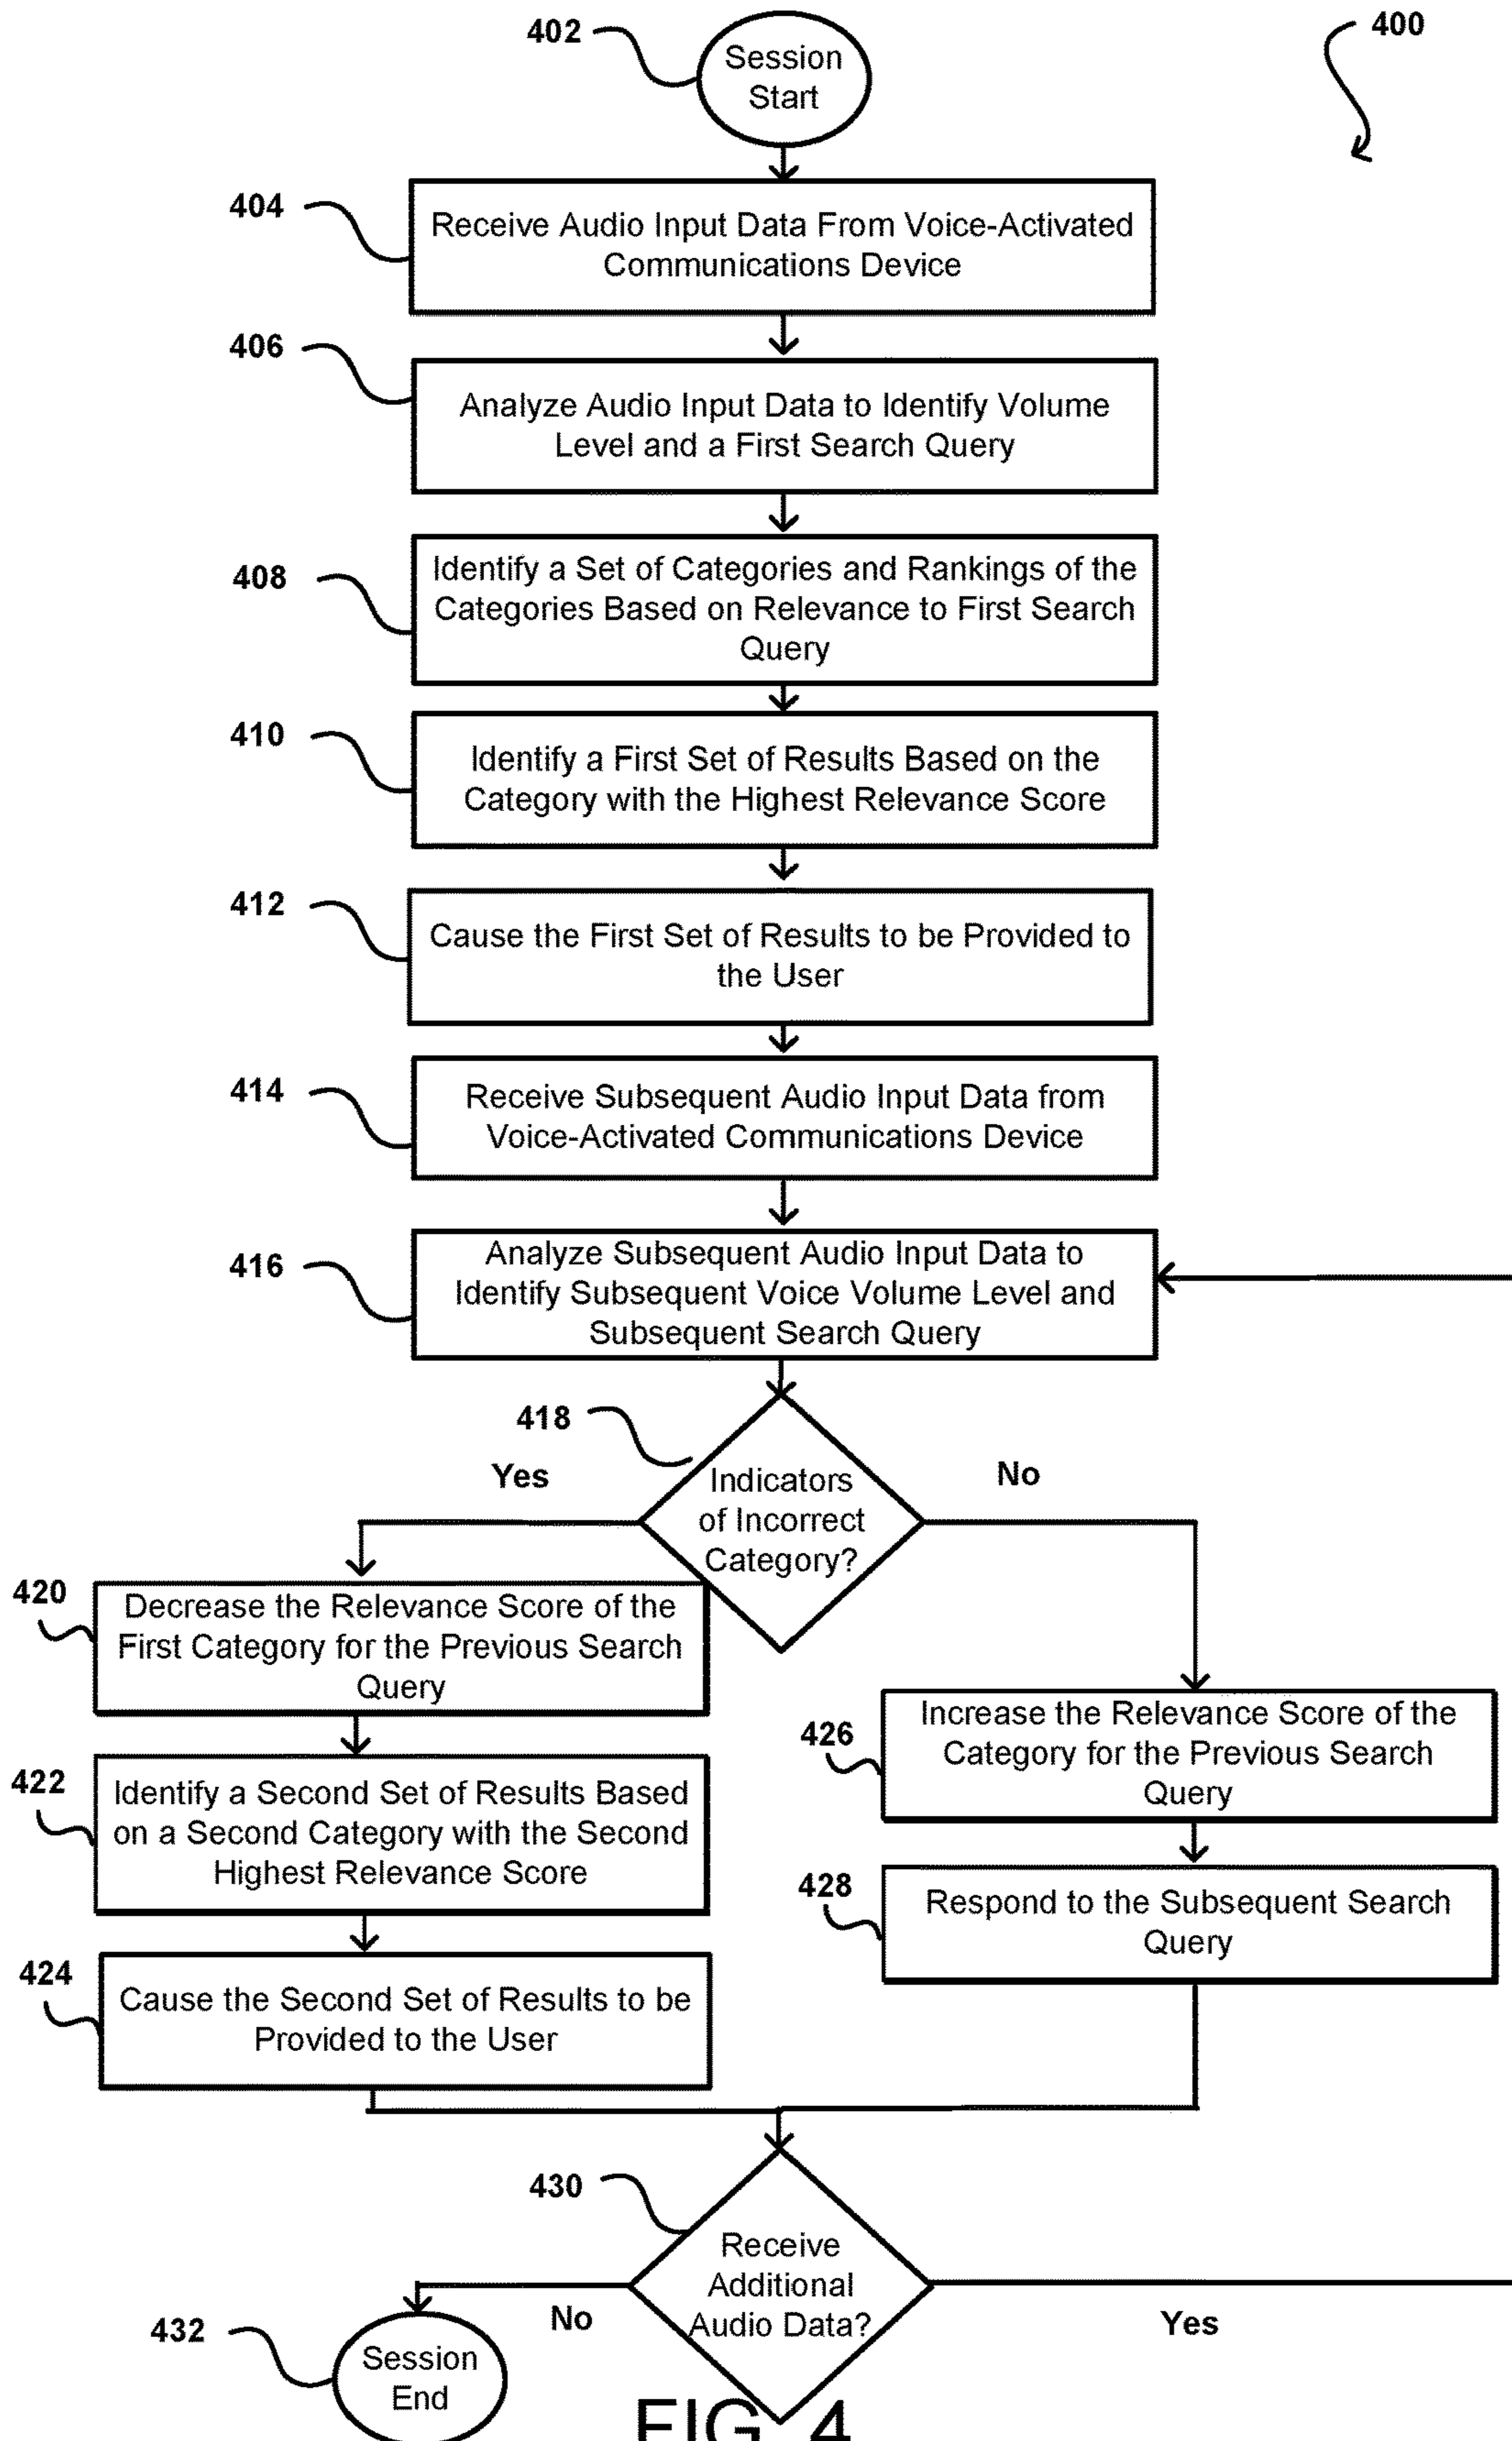 402
Session
Start
400
404
Receive Audio Input Data From Voice-Activated
Communications Device
406
Analyze Audio Input Data to Identify Volume
Level and a First Search Query
408
Identify a Set of Categories and Rankings of the
Categories Based on Relevance to First Search
Query
410
Identify a First Set of Results Based on the
Category with the Highest Relevance Score
412
Cause the First Set of Results to be Provided to
the User
414
Receive Subsequent Audio Input Data from
Voice-Activated Communications Device
416
Analyze Subsequent Audio Input Data to
Identify Subsequent Voice Volume Level and
Subsequent Search Query
418
Yes
No
Indicators
of Incorrect
Category?
420
Decrease the Relevance Score of the
First Category for the Previous Search
Query
426
Increase the Relevance Score of the
Category for the Previous Search
Query
422
Identify a Second Set of Results Based
on a Second Category with the Second
Highest Relevance Score
428
Respond to the Subsequent Search
Query
424
Cause the Second Set of Results to be
Provided to the User
430
Receive
Additional
Audio Data?
No
Yes
432
Session
End
FIG. 4